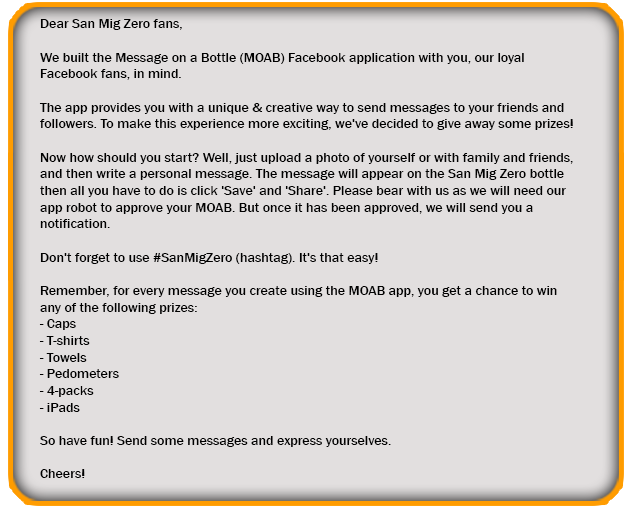 Dear San Mig Zero fans,
We built the Message on a Bottle (MOAB) Facebook application with you, our loyal
Facebook fans, in mind.
The app provides you with a unique & creative way to send messages to your friends and
followers. To make this experience more exciting, we've decided to give away some prizes!
Now how should you start? Well, just upload a photo of yourself or with family and friends,
and then write a personal message. The message will appear on the San Mig Zero bottle
then all you have to do is click 'Save' and 'Share'. Please bear with us as we will need our
app robot to approve your MOAB. But once it has been approved, we will send you a
notification.
Don't forget to use #SanMigZero (hashtag). It's that easy!
Remember, for every message you create using the MOAB app, you get a chance to win
any of the following prizes:
- Caps
- T-shirts
- Towels
- Pedometers
- 4-packs
- iPads
So have fun! Send some messages and express yourselves.
Cheers!